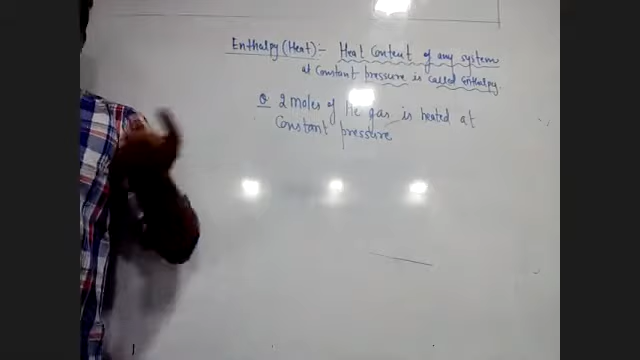 Enthalpy (Heat):- Heat Content of any system
at Constant pressure is called Enthalpy.
Q 2 moles of He gas is heated at
Constant pressure